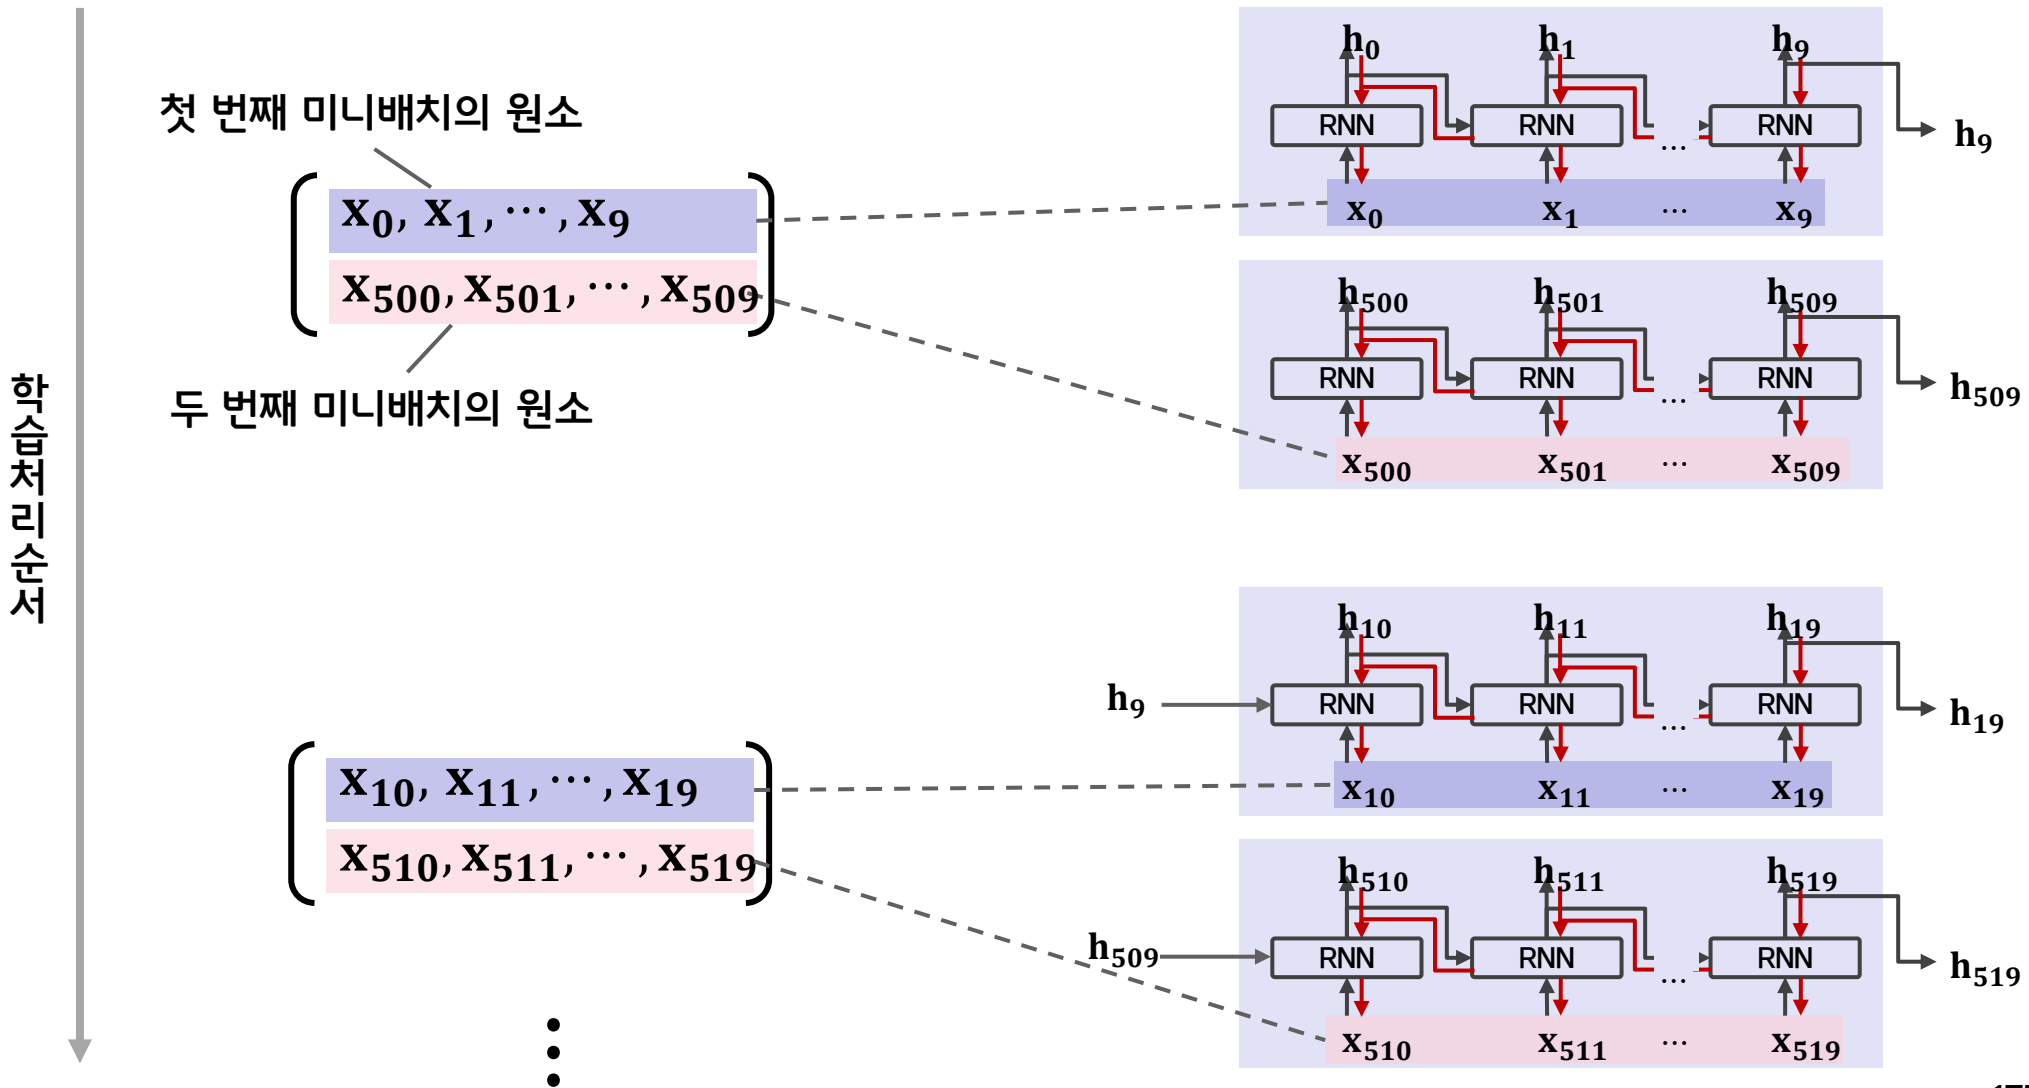 학습 처리 순서
첫 번째 미니배치의 원소
x0, x1, ⋯, x9
x500, x501, ⋯, x509
두 번째 미니배치의 원소
h0 h1 h9
RNN RNN ... RNN
h9
x0 x1 ... x9
h500 h501 h509
RNN RNN ... RNN
h509
x500 x501 ... x509
x10, x11, ⋯, x19
x510, x511, ⋯, x519
h10 h11 h19
h9
RNN RNN ... RNN
h19
x10 x11 ... x19
h510 h511 h519
h509
RNN RNN ... RNN
h519
x510 x511 ... x519